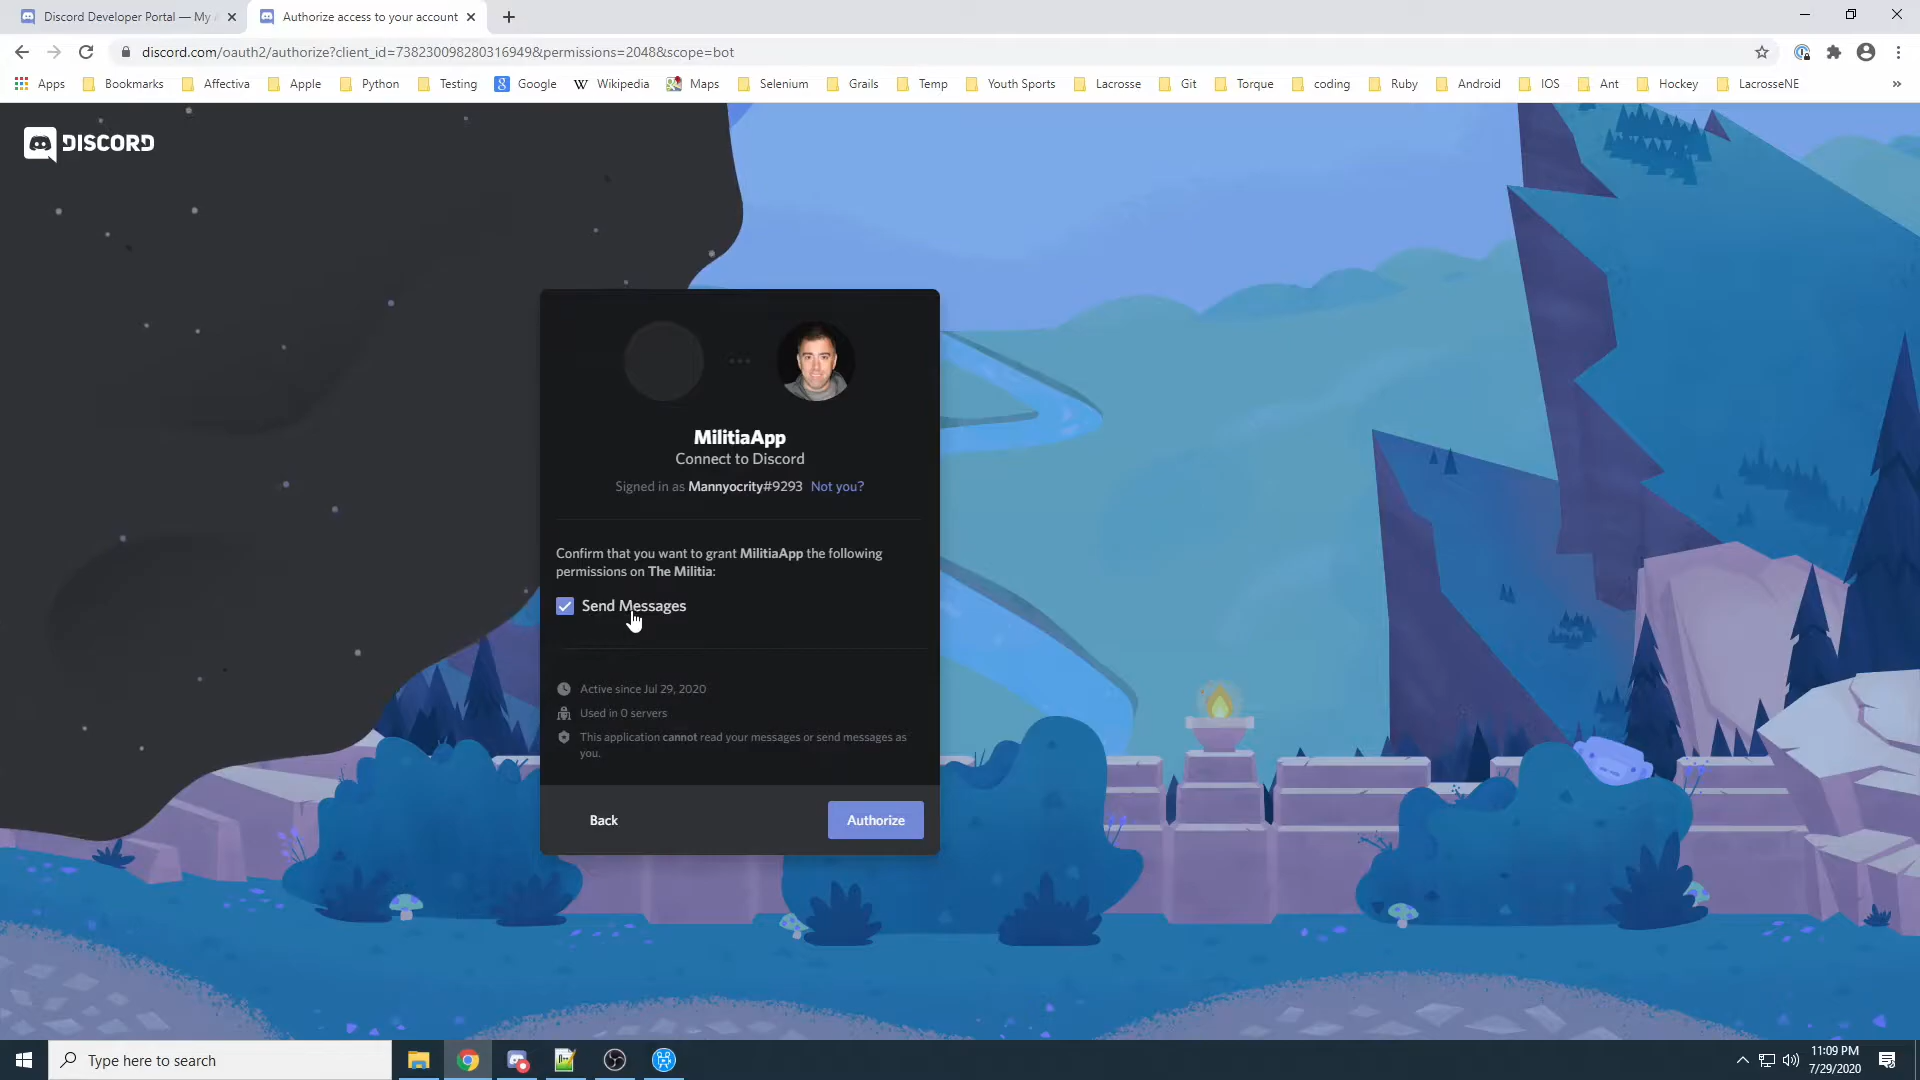 Discord Developer Portal — My
Authorize access to your account
discord.com/oauth2/authorize?client_id=738230098280316949&permissions=2048&scope=bot
Apps Bookmarks Affectiva Apple Python Testing Google Wikipedia Maps Selenium Grails Temp Youth Sports Lacrosse Git Torque coding Ruby Android IOS Ant Hockey LacrosseNE
DISCORD
MilitiaApp
Connect to Discord
Signed in as Mannyocrity#9293 Not you?
Confirm that you want to grant MilitiaApp the following
permissions on The Militia:
Send Messages
Active since Jul 29, 2020
Used in 0 servers
This application cannot read your messages or send messages as
you.
Back
Authorize
Type here to search
11:09 PM
7/29/2020